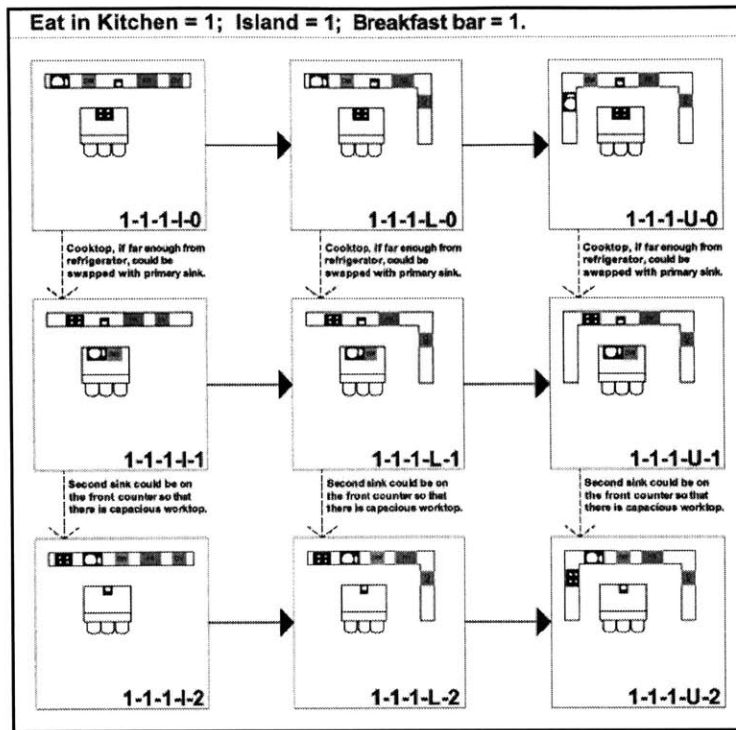 Eat in Kitchen = 1; Island = 1; Breakfast bar = 1.
DW
DW
DW
1-1-1-I-0
1-1-1-L-0
1-1-1-U-0
Cooktop, if far enough from
refrigerator, could be
swapped with primary sink.
Cooktop, if far enough from
refrigerator, could be
swapped with primary sink.
Cooktop, if far enough from
refrigerator, could be
swapped with primary sink.
DW
DW
DW
1-1-1-I-1
1-1-1-L-1
1-1-1-U-1
Second sink could be on
the front counter so that
there is capacious worktop.
Second sink could be on
the front counter so that
there is capacious worktop.
Second sink could be on
the front counter so that
there is capacious worktop.
1-1-1-I-2
1-1-1-L-2
1-1-1-U-2